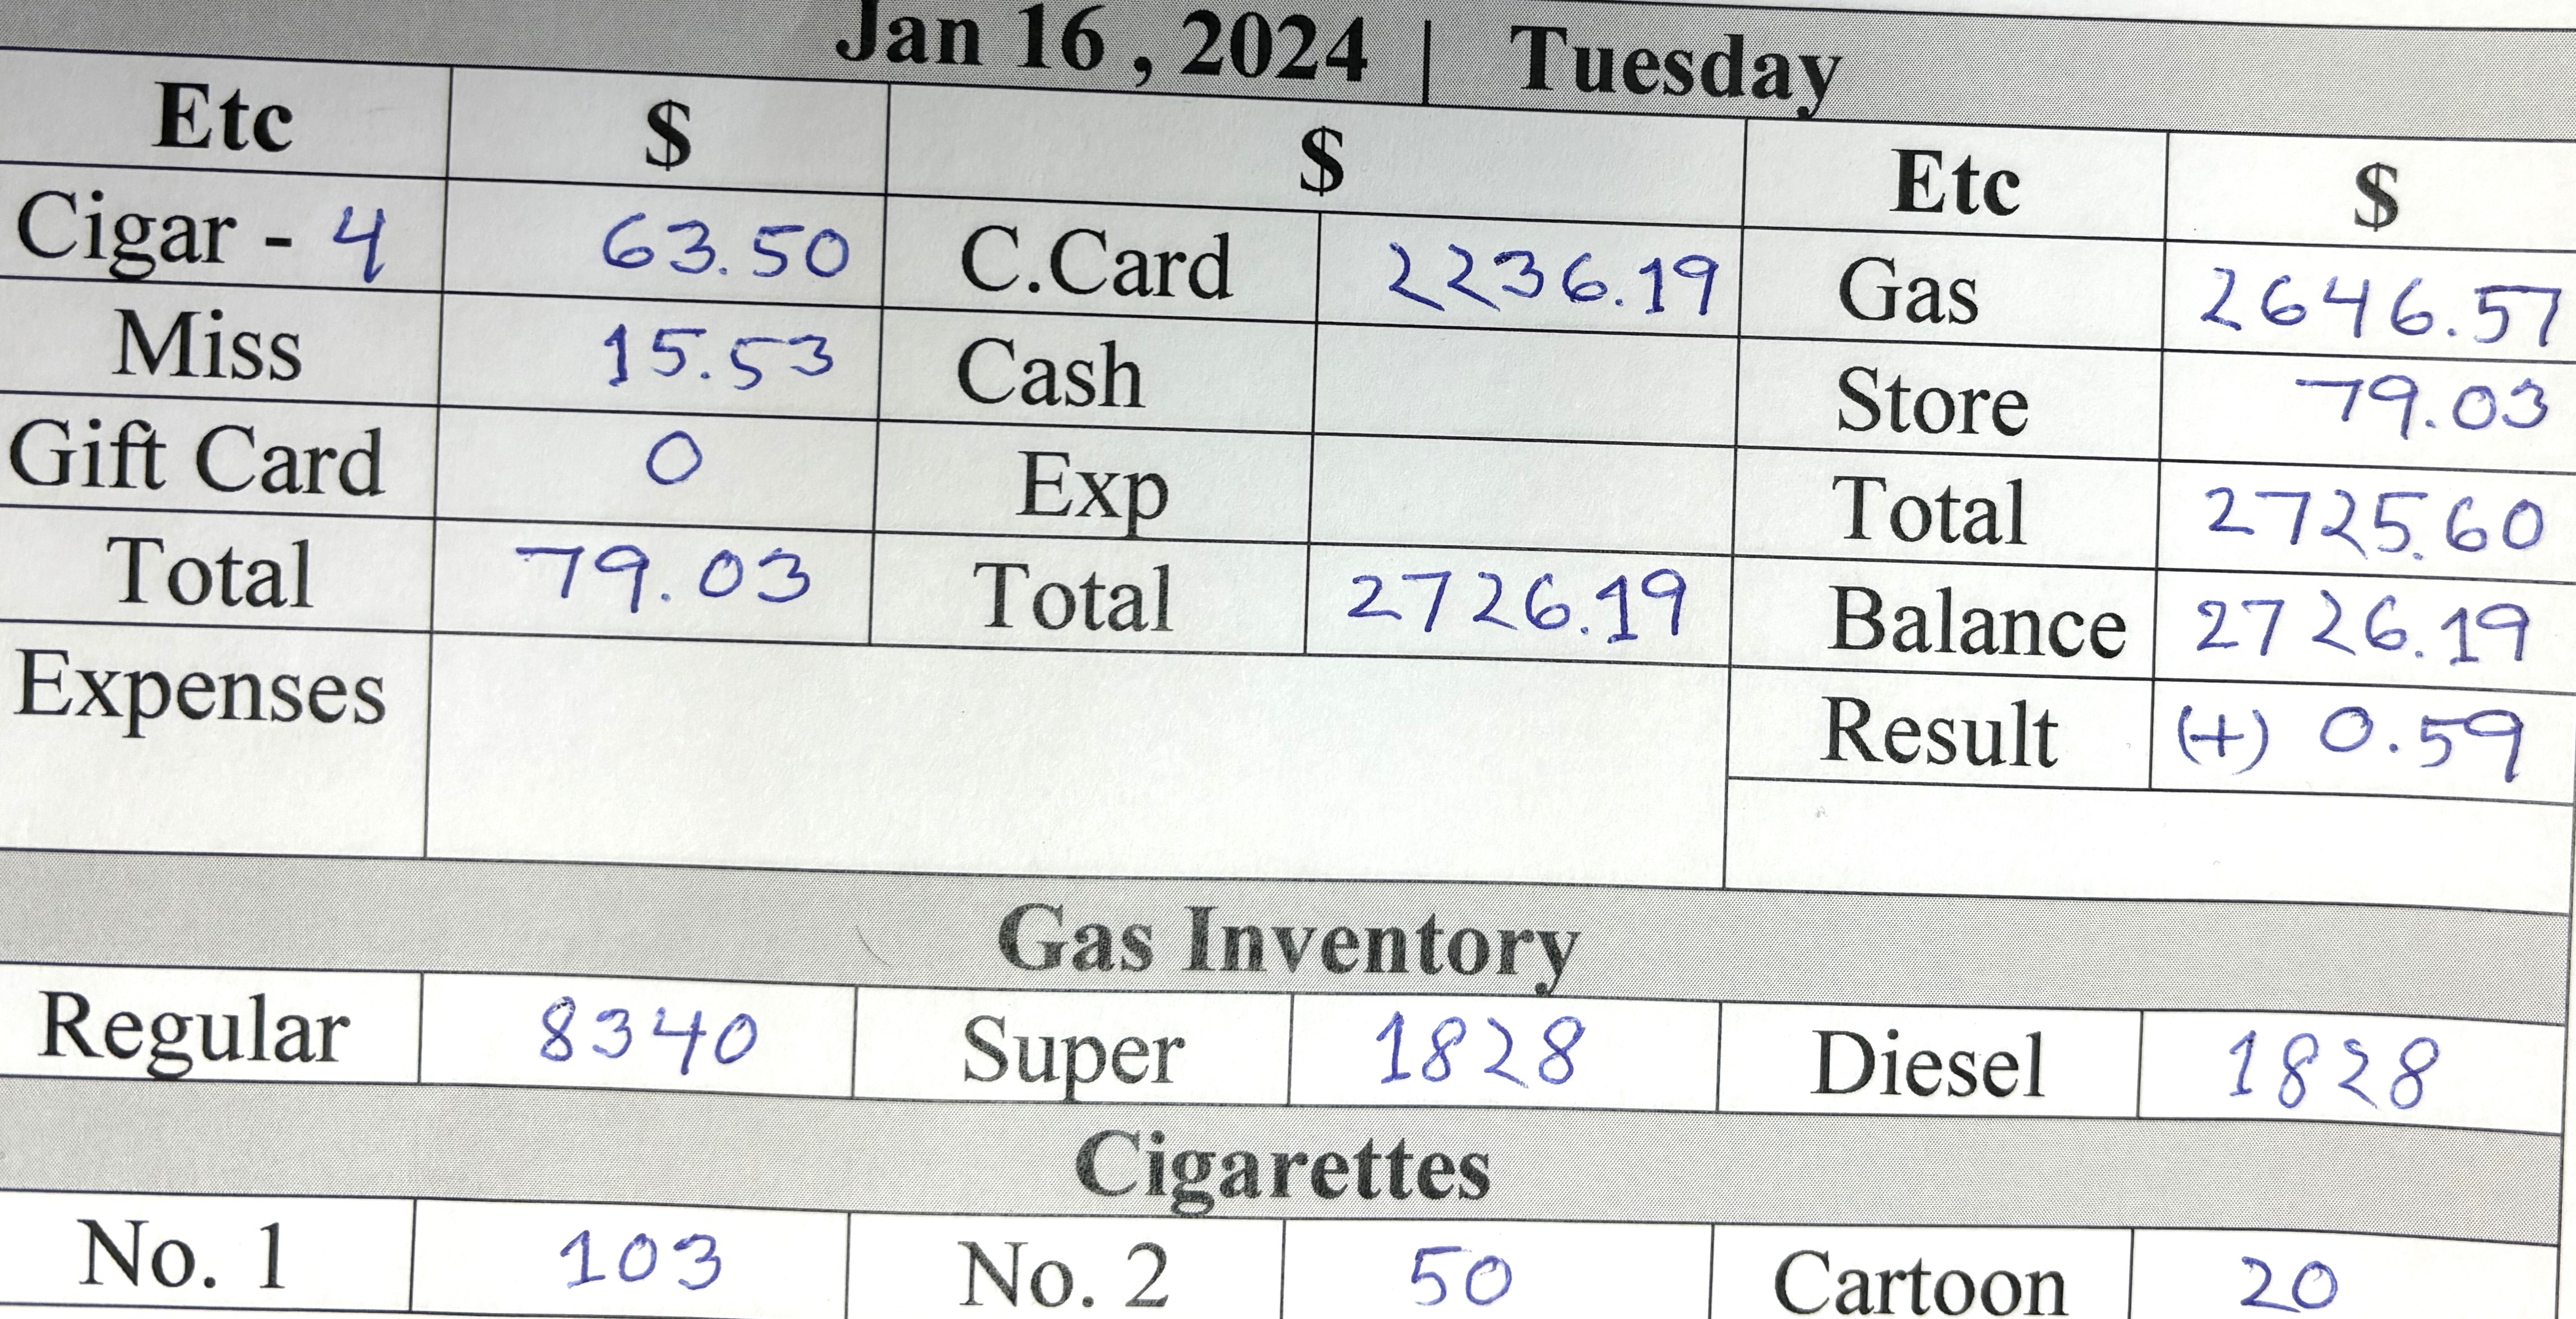 Jan 16 , 2024 | Tuesday
Etc $ $ Etc $
Cigar - 4 63.50 C.Card 2236.19 Gas 2646.57
Miss 15.53 Cash Store 79.03
Gift Card 0 Exp Total 2725.60
Total 79.03 Total 2726.19 Balance 2726.19
Expenses Result (+) 0.59
Gas Inventory
Regular 8340 Super 1828 Diesel 1828
Cigarettes
No. 1 103 No. 2 50 Cartoon 20